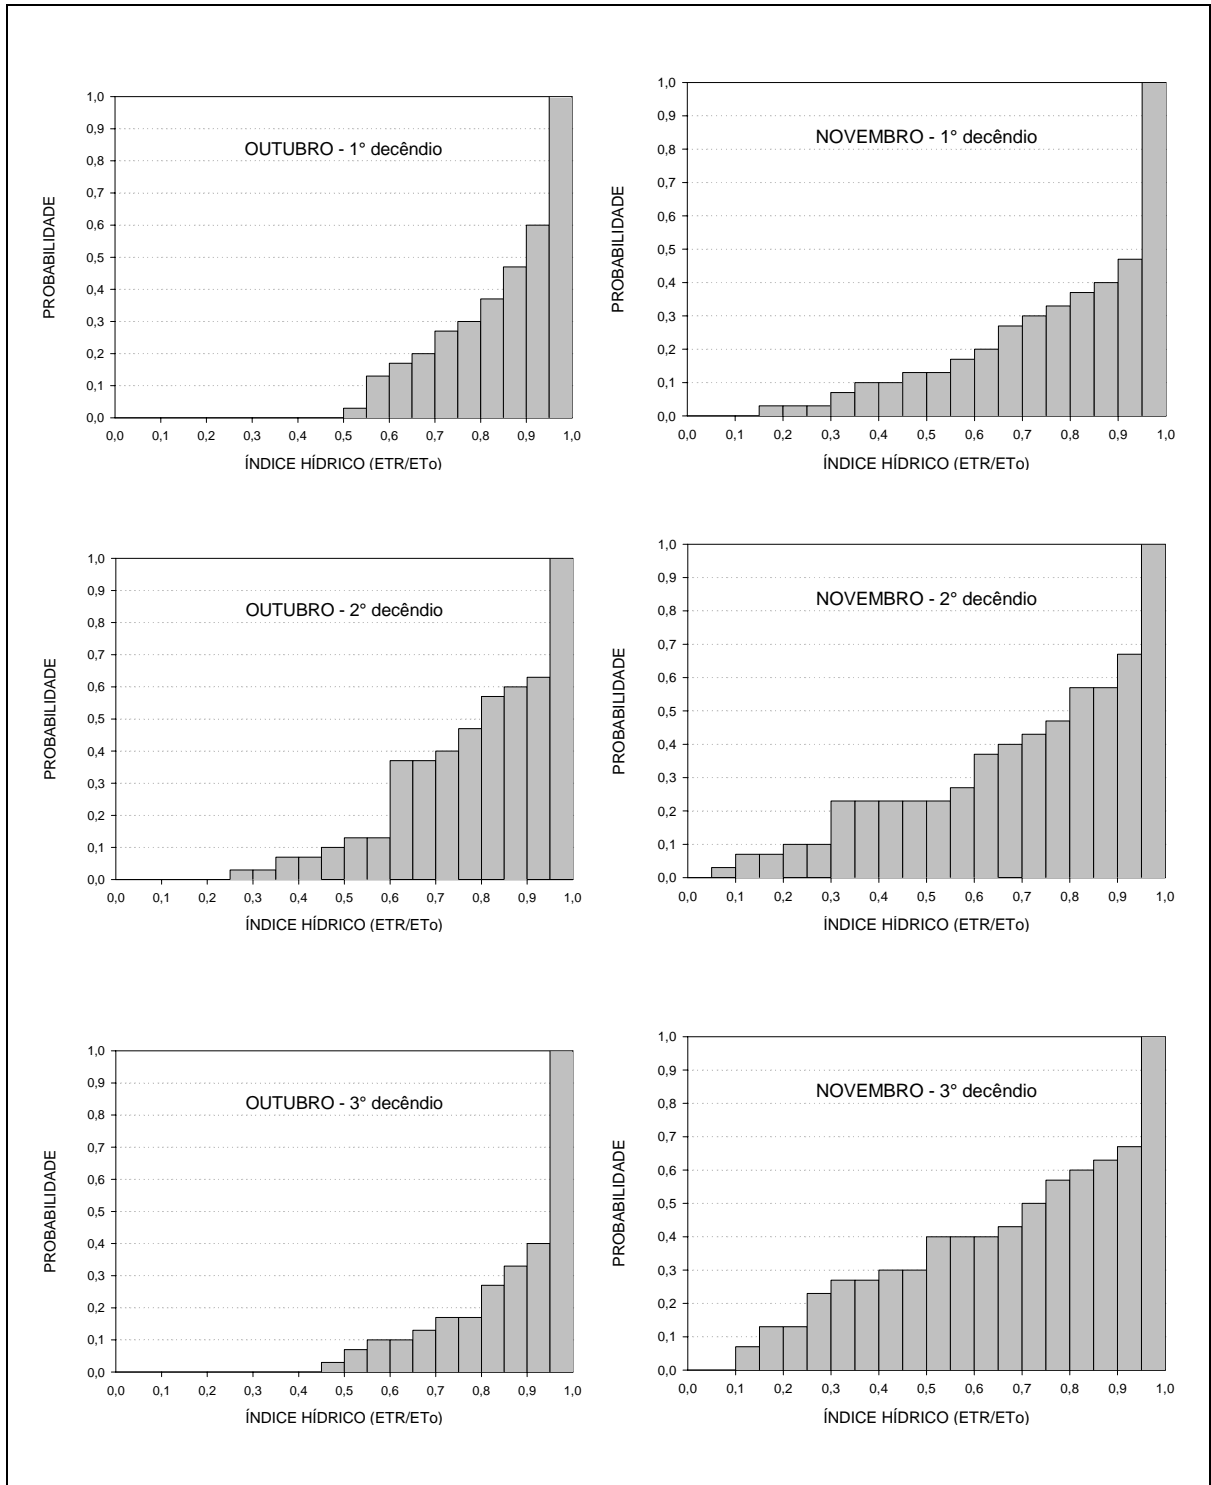 OUTUBRO - 1° decêndio
PROBABILIDADE
1,0
0,9
0,8
0,7
0,6
0,5
0,4
0,3
0,2
0,1
0,0
0,0 0,1 0,2 0,3 0,4 0,5 0,6 0,7 0,8 0,9 1,0
ÍNDICE HÍDRICO (ETR/ETo)
NOVEMBRO - 1° decêndio
PROBABILIDADE
1,0
0,9
0,8
0,7
0,6
0,5
0,4
0,3
0,2
0,1
0,0
0,0 0,1 0,2 0,3 0,4 0,5 0,6 0,7 0,8 0,9 1,0
ÍNDICE HÍDRICO (ETR/ETo)
OUTUBRO - 2° decêndio
PROBABILIDADE
1,0
0,9
0,8
0,7
0,6
0,5
0,4
0,3
0,2
0,1
0,0
0,0 0,1 0,2 0,3 0,4 0,5 0,6 0,7 0,8 0,9 1,0
ÍNDICE HÍDRICO (ETR/ETo)
NOVEMBRO - 2° decêndio
PROBABILIDADE
1,0
0,9
0,8
0,7
0,6
0,5
0,4
0,3
0,2
0,1
0,0
0,0 0,1 0,2 0,3 0,4 0,5 0,6 0,7 0,8 0,9 1,0
ÍNDICE HÍDRICO (ETR/ETo)
OUTUBRO - 3° decêndio
PROBABILIDADE
1,0
0,9
0,8
0,7
0,6
0,5
0,4
0,3
0,2
0,1
0,0
0,0 0,1 0,2 0,3 0,4 0,5 0,6 0,7 0,8 0,9 1,0
ÍNDICE HÍDRICO (ETR/ETo)
NOVEMBRO - 3° decêndio
PROBABILIDADE
1,0
0,9
0,8
0,7
0,6
0,5
0,4
0,3
0,2
0,1
0,0
0,0 0,1 0,2 0,3 0,4 0,5 0,6 0,7 0,8 0,9 1,0
ÍNDICE HÍDRICO (ETR/ETo)